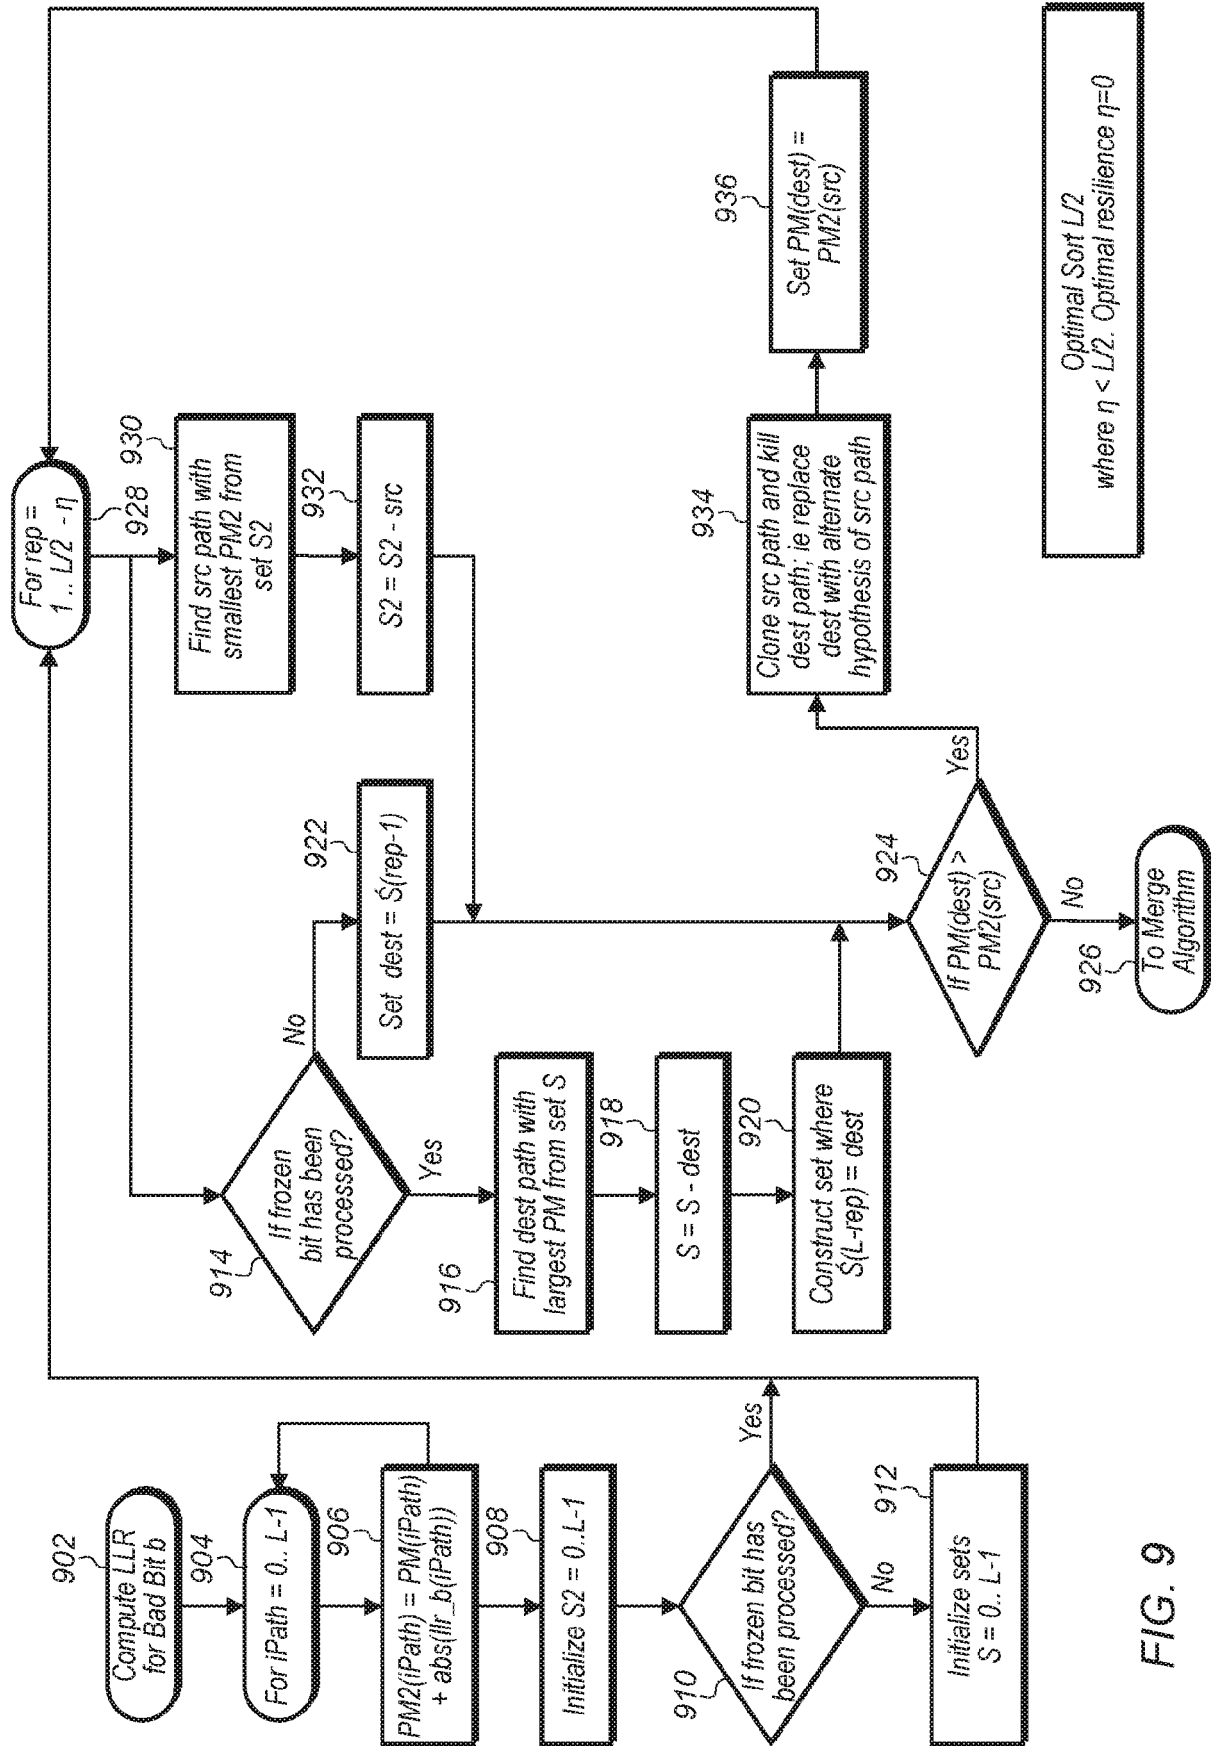 902
Compute LLR
for Bad Bit b
904
For iPath = 0.. L-1
906
PM2(iPath) = PM(iPath)
+ abs(llr_b(iPath))
908
Initialize S2 = 0..L-1
910
If frozen bit has
been processed?
Yes
No
912
Initialize sets
S = 0.. L-1
For rep =
1 .. L/2 - η
928
914
If frozen
bit has been
processed?
No
Yes
916
Find dest path with
largest PM from set S
918
S = S - dest
920
Construct set where
Ś(L-rep) = dest
922
Set dest = Ś(rep-1)
930
Find src path with
smallest PM2 from
set S2
932
S2 = S2 - src
924
If PM(dest) >
PM2(src)
Yes
No
926
To Merge
Algorithm
934
Clone src path and kill
dest path; ie replace
dest with alternate
hypothesis of src path
936
Set PM(dest) =
PM2(src)
Optimal Sort L/2
where η < L/2. Optimal resilience η=0
FIG. 9